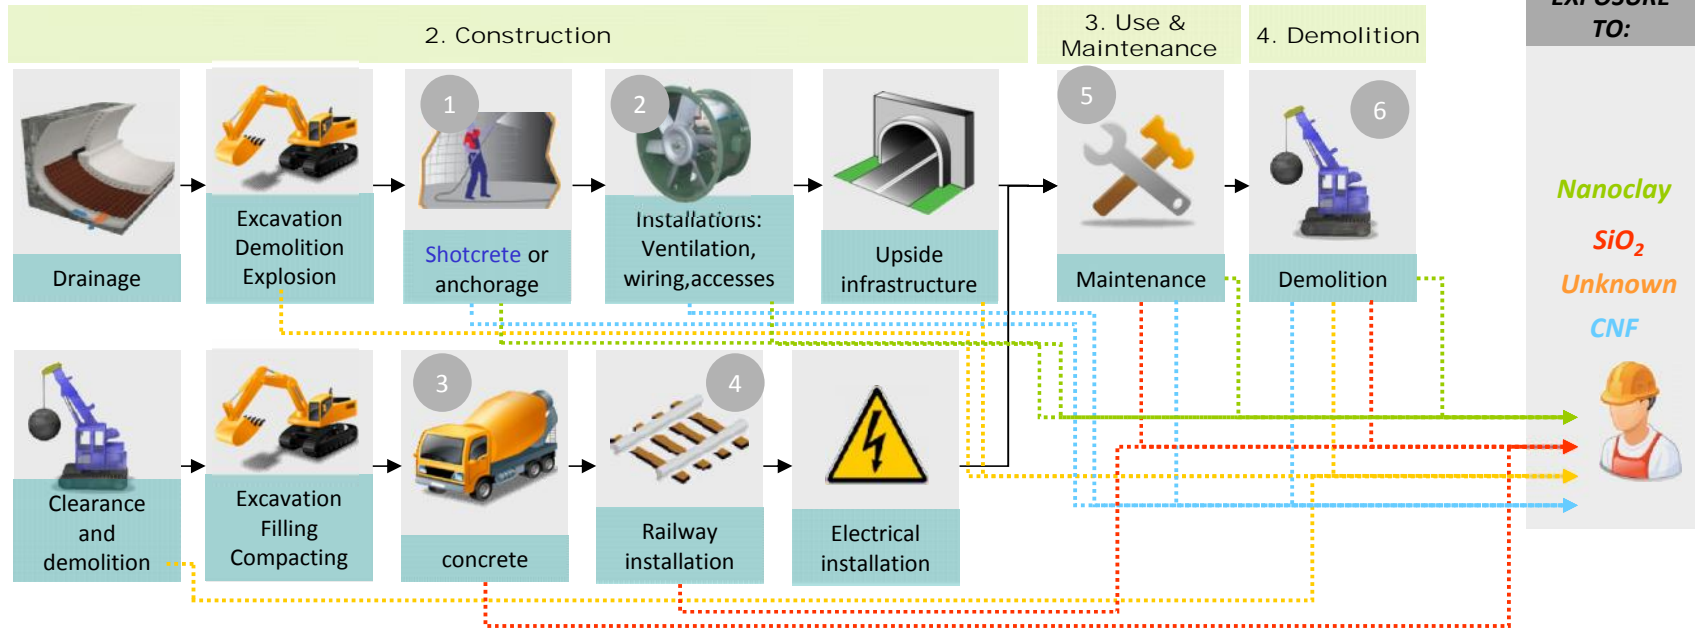 2. Construction
3. Use &
Maintenance
4. Demolition
EXPOSURE
TO:
1
2
5
6
Drainage
Excavation
Demolition
Explosion
Shotcrete or
anchorage
Installations:
Ventilation,
wiring,accesses
Upside
infrastructure
Maintenance
Demolition
Nanoclay
SiO2
Unknown
CNF
3
4
Clearance
and
demolition
Excavation
Filling
Compacting
concrete
Railway
installation
Electrical
installation